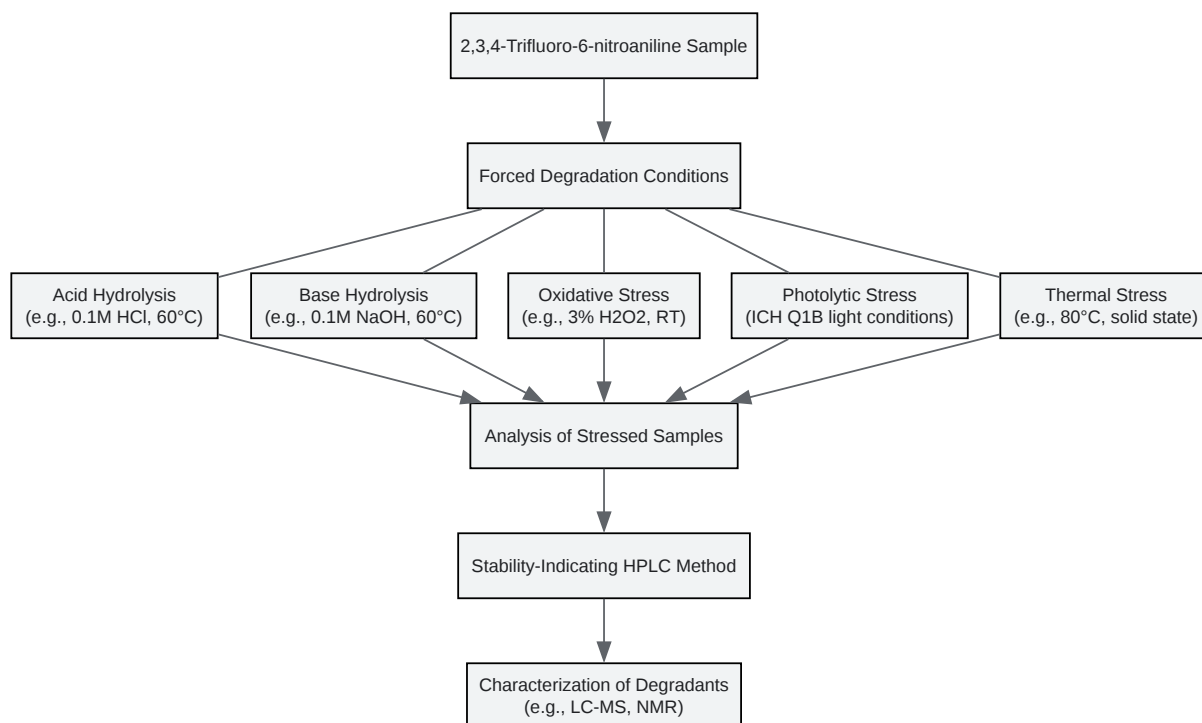 2,3,4-Trifluoro-6-nitroaniline Sample
Forced Degradation Conditions
Acid Hydrolysis
(e.g., 0.1M HCl, 60°C)
Base Hydrolysis
(e.g., 0.1M NaOH, 60°C)
Oxidative Stress
(e.g., 3% H2O2, RT)
Photolytic Stress
(ICH Q1B light conditions)
Thermal Stress
(e.g., 80°C, solid state)
Analysis of Stressed Samples
Stability-Indicating HPLC Method
Characterization of Degradants
(e.g., LC-MS, NMR)